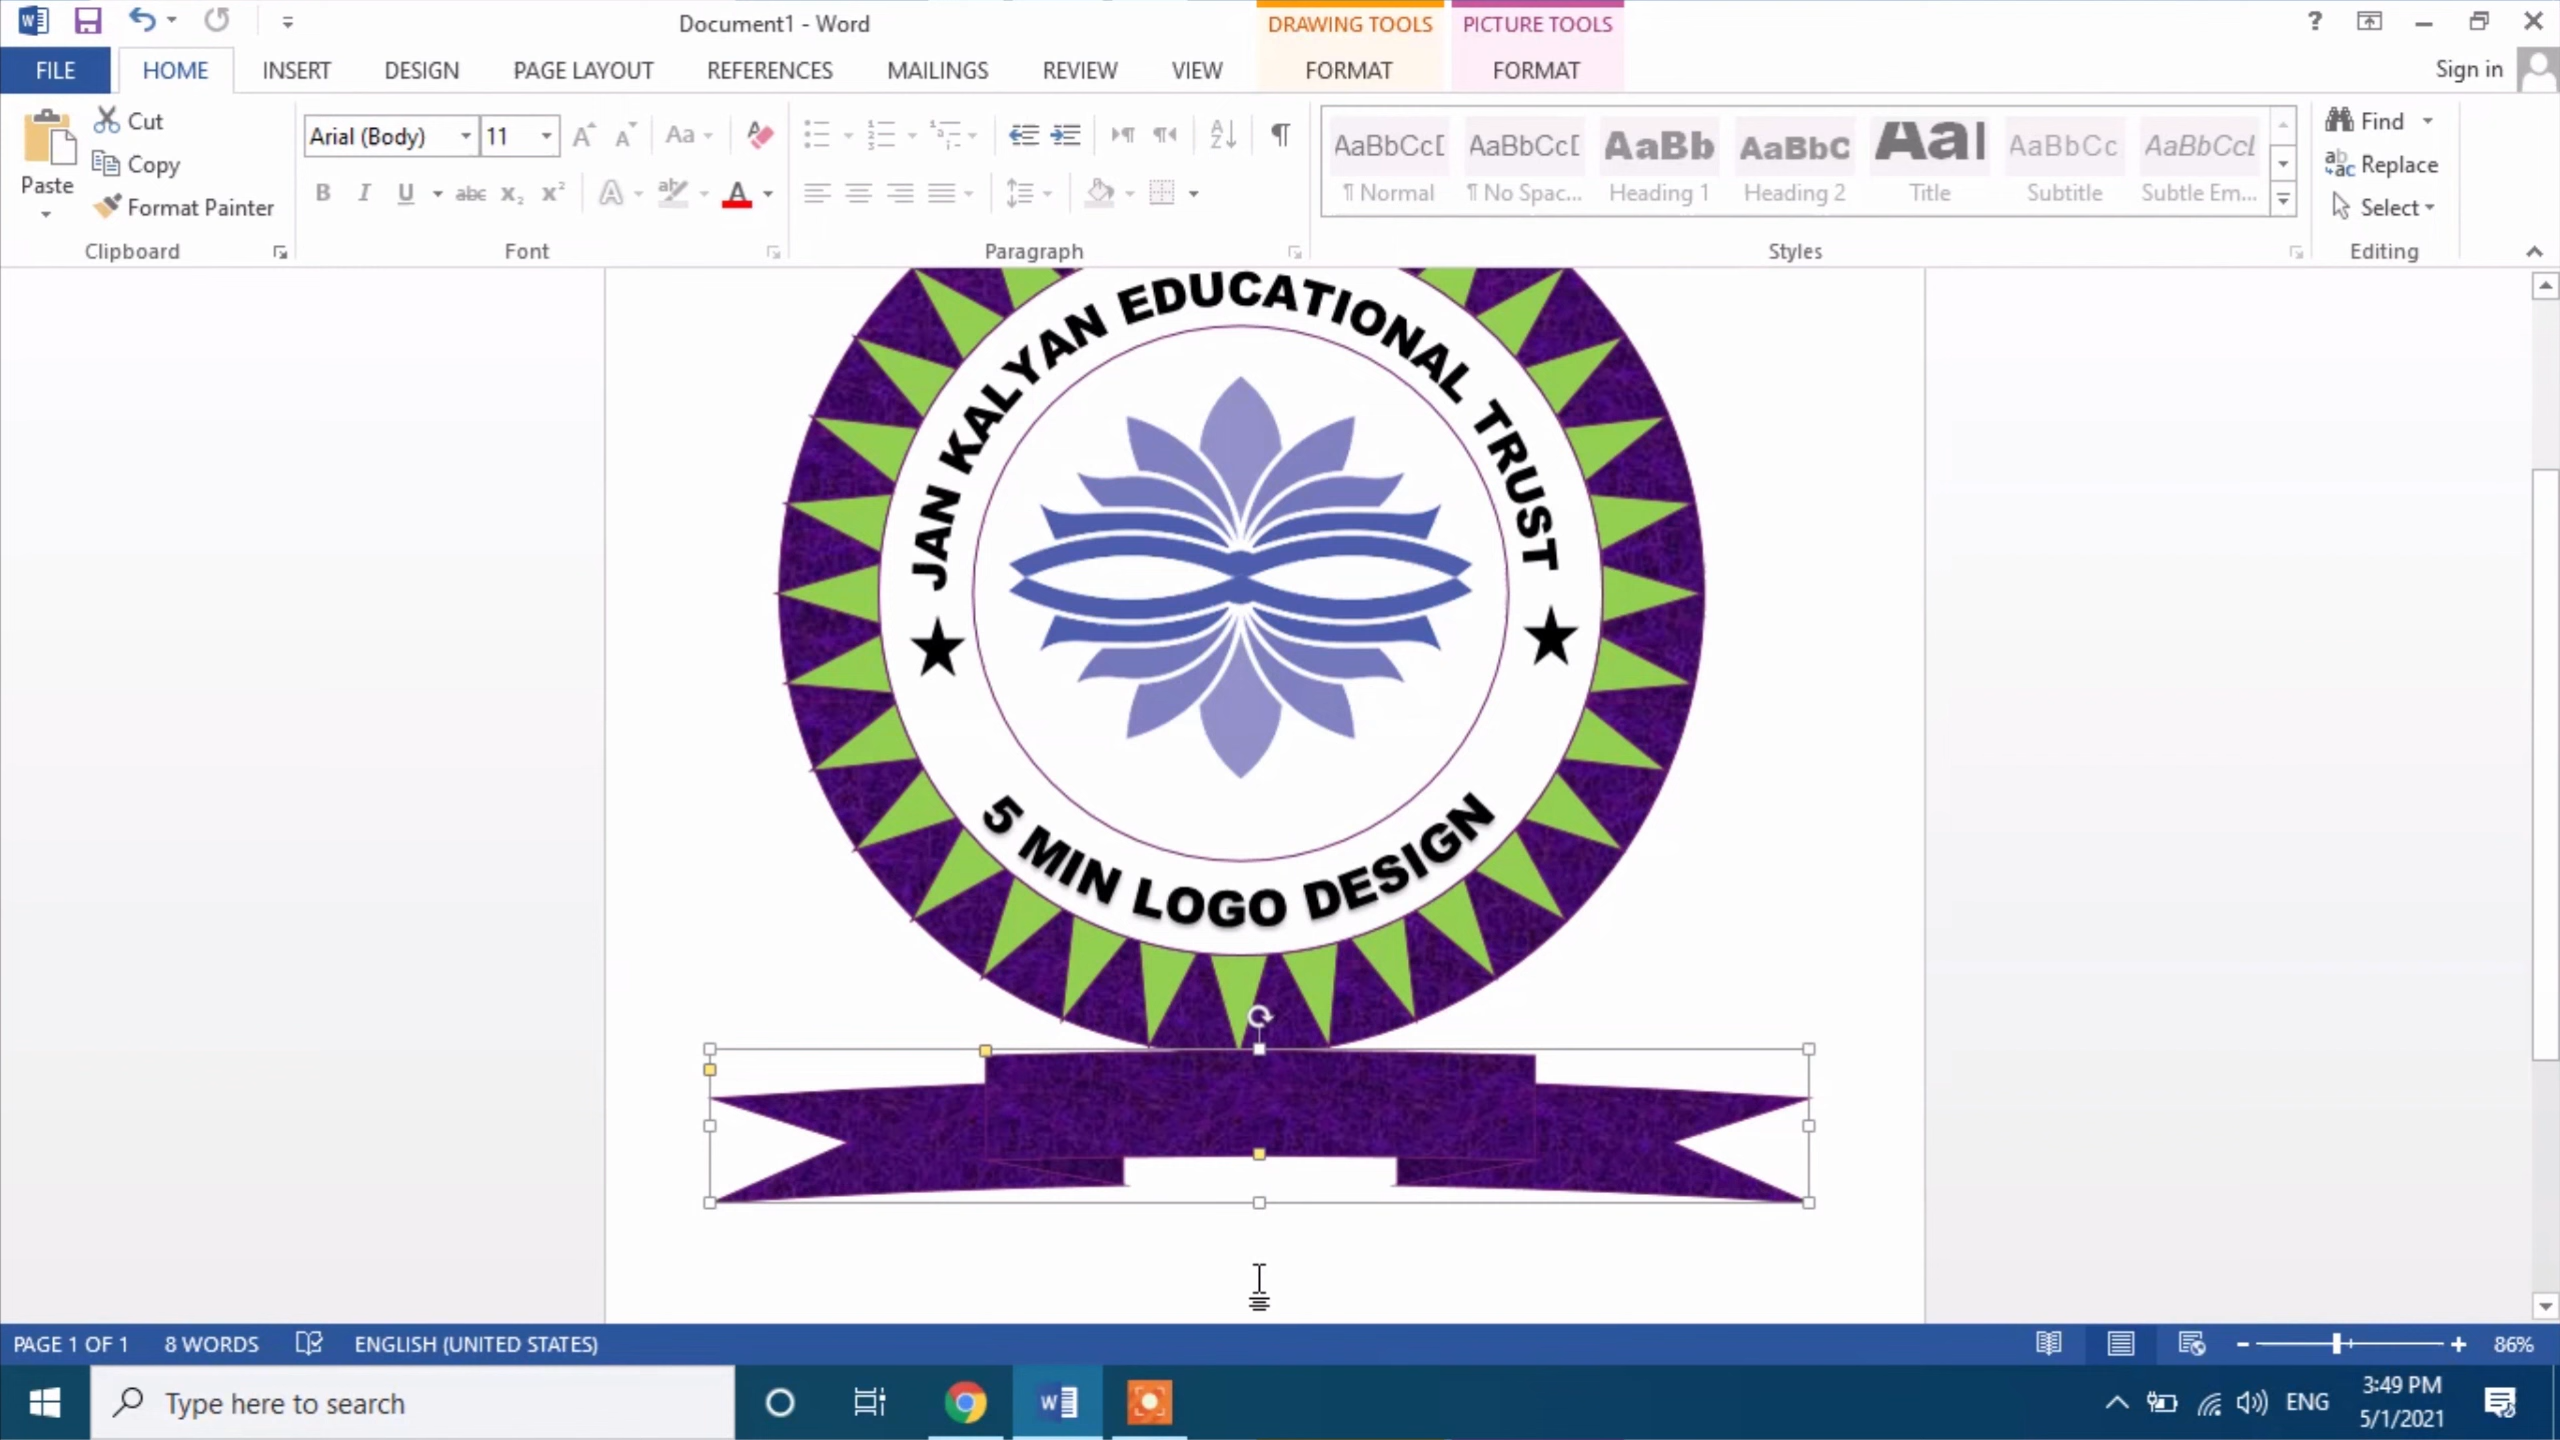 Document1 - Word
DRAWING TOOLS
PICTURE TOOLS
?
FILE
HOME
INSERT
DESIGN
PAGE LAYOUT
REFERENCES
MAILINGS
REVIEW
VIEW
FORMAT
FORMAT
Sign in
Paste
Cut
Copy
Format Painter
Clipboard
Arial (Body)
11
Font
Paragraph
AaBbCcD
¶ Normal
AaBbCcD
¶ No Spac...
AaBb
Heading 1
AaBbC
Heading 2
AaI
Title
AaBbCc
Subtitle
AaBbCcL
Subtle Em...
Styles
Find
Replace
Select
Editing
JAN KALYAN EDUCATIONAL TRUST
5 MIN LOGO DESIGN
PAGE 1 OF 1
8 WORDS
ENGLISH (UNITED STATES)
86%
Type here to search
ENG
3:49 PM
5/1/2021